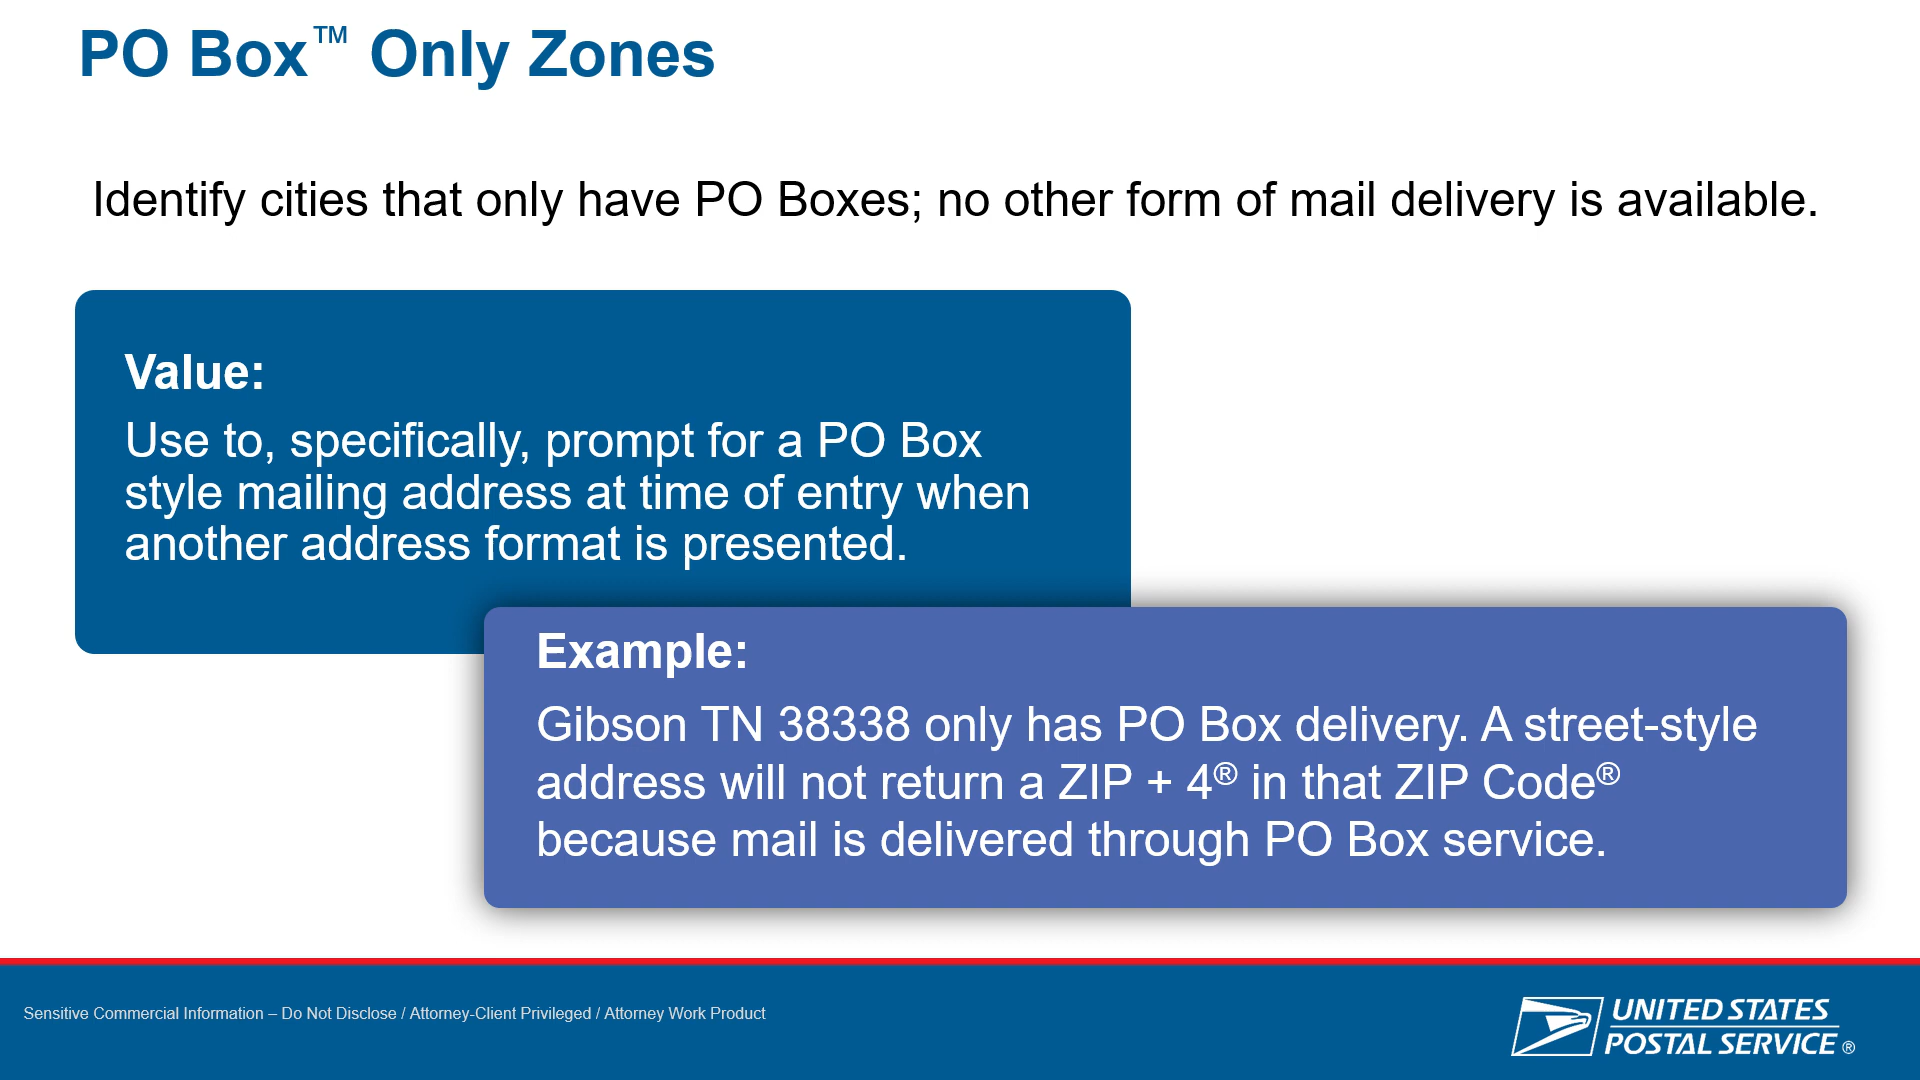 PO Box™ Only Zones
Identify cities that only have PO Boxes; no other form of mail delivery is available.
Value:
Use to, specifically, prompt for a PO Box
style mailing address at time of entry when
another address format is presented.
Example:
Gibson TN 38338 only has PO Box delivery. A street-style
address will not return a ZIP + 4® in that ZIP Code®
because mail is delivered through PO Box service.
Sensitive Commercial Information – Do Not Disclose / Attorney-Client Privileged / Attorney Work Product
UNITED STATES
POSTAL SERVICE ®